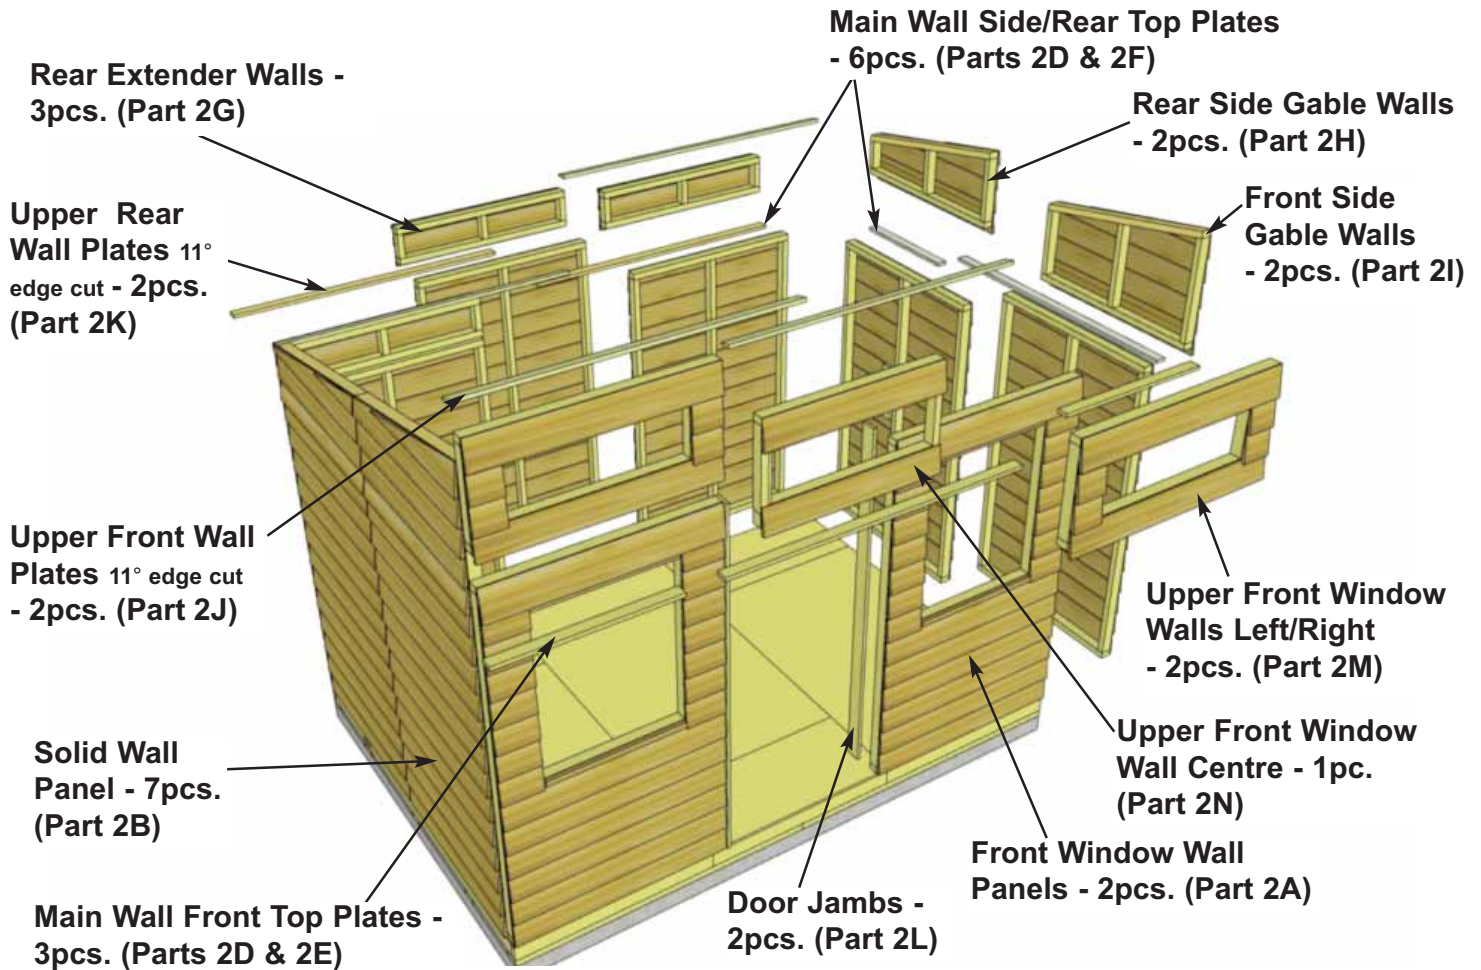 Main Wall Side/Rear Top Plates
- 6pcs. (Parts 2D & 2F)
Rear Extender Walls -
3pcs. (Part 2G)
Rear Side Gable Walls
- 2pcs. (Part 2H)
Upper Rear
Wall Plates 11°
edge cut - 2pcs.
(Part 2K)
Front Side
Gable Walls
- 2pcs. (Part 2I)
Upper Front Wall
Plates 11° edge cut
- 2pcs. (Part 2J)
Upper Front Window
Walls Left/Right
- 2pcs. (Part 2M)
Solid Wall
Panel - 7pcs.
(Part 2B)
Upper Front Window
Wall Centre - 1pc.
(Part 2N)
Front Window Wall
Panels - 2pcs. (Part 2A)
Main Wall Front Top Plates -
3pcs. (Parts 2D & 2E)
Door Jambs -
2pcs. (Part 2L)